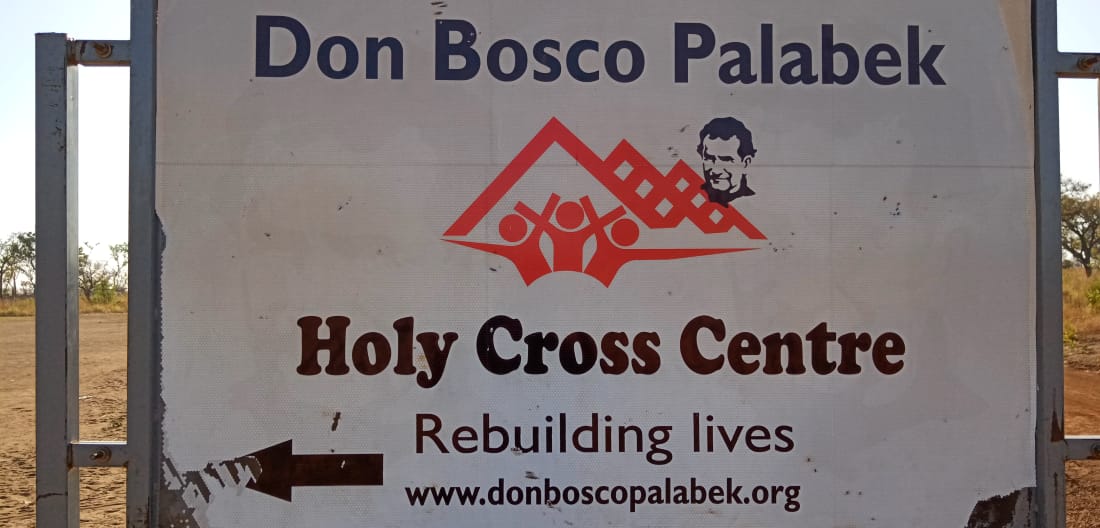 Don Bosco Palabek
Holy Cross Centre
Rebuilding lives
www.donboscopalabek.org